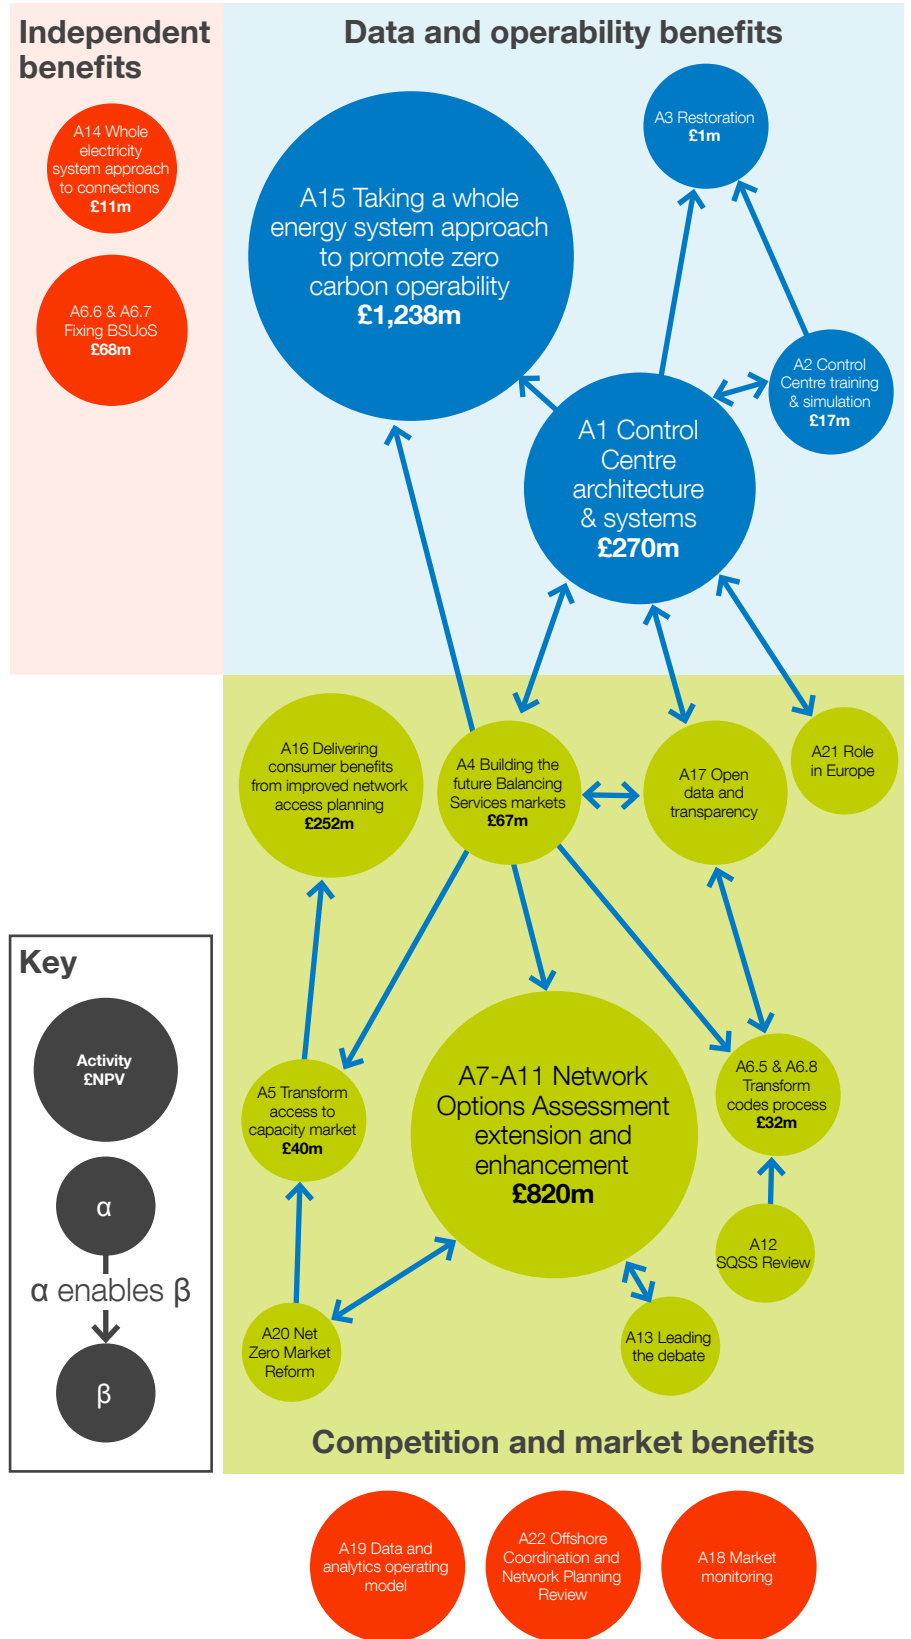 Independent
benefits
Data and operability benefits
A14 Whole
electricity
system approach
to connections
£11m
A6.6 & A6.7
Fixing BSUoS
£68m
A15 Taking a whole
energy system approach
to promote zero
carbon operability
£1,238m
A3 Restoration
£1m
A2 Control
Centre training
& simulation
£17m
A1 Control
Centre
architecture
& systems
£270m
A16 Delivering
consumer benefits
from improved network
access planning
£252m
A4 Building the
future Balancing
Services markets
£67m
A17 Open
data and
transparency
A21 Role
in Europe
Key
Activity
£NPV
α
α enables β
β
A5 Transform
access to
capacity market
£40m
A7-A11 Network
Options Assessment
extension and
enhancement
£820m
A6.5 & A6.8
Transform
codes process
£32m
A12
SQSS Review
A20 Net
Zero Market
Reform
A13 Leading
the debate
Competition and market benefits
A19 Data and
analytics operating
model
A22 Offshore
Coordination and
Network Planning
Review
A18 Market
monitoring